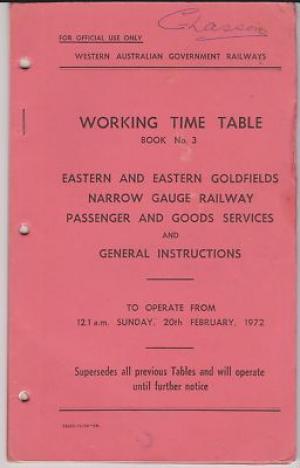 Chasson
FOR OFFICIAL USE ONLY
WESTERN AUSTRALIAN GOVERNMENT RAILWAYS
WORKING TIME TABLE
BOOK No. 3
EASTERN AND EASTERN GOLDFIELDS
NARROW GAUGE RAILWAY
PASSENGER AND GOODS SERVICES
AND
GENERAL INSTRUCTIONS
TO OPERATE FROM
12.1 a.m. SUNDAY, 20th FEBRUARY, 1972
Supersedes all previous Tables and will operate
until further notice